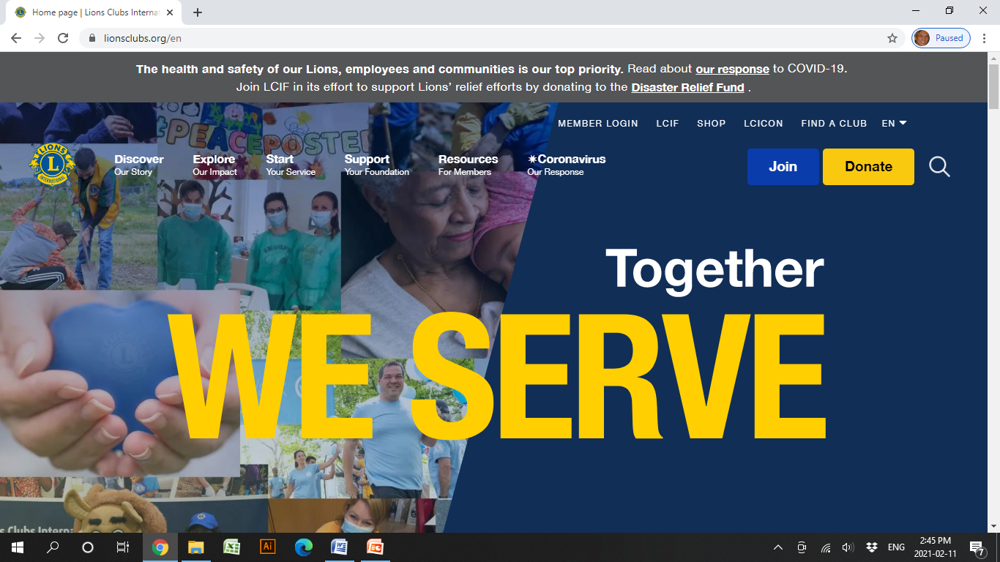 Home page | Lions Clubs Interna
lionsclubs.org/en
Paused
The health and safety of our Lions, employees and communities is our top priority. Read about our response to COVID-19.
Join LCIF in its effort to support Lions' relief efforts by donating to the Disaster Relief Fund .
#PEACEPOSTER
MEMBER LOGIN LCIF SHOP LCICON FIND A CLUB EN
LIONS
L
INTERNATIONAL
Discover Explore Start Support Resources ✷Coronavirus
Our Story Our Impact Your Service Your Foundation For Members Our Response
Join Donate
Together
WE SERVE
s Clubs Interna
Ai
ENG
2:45 PM
2021-02-11
7